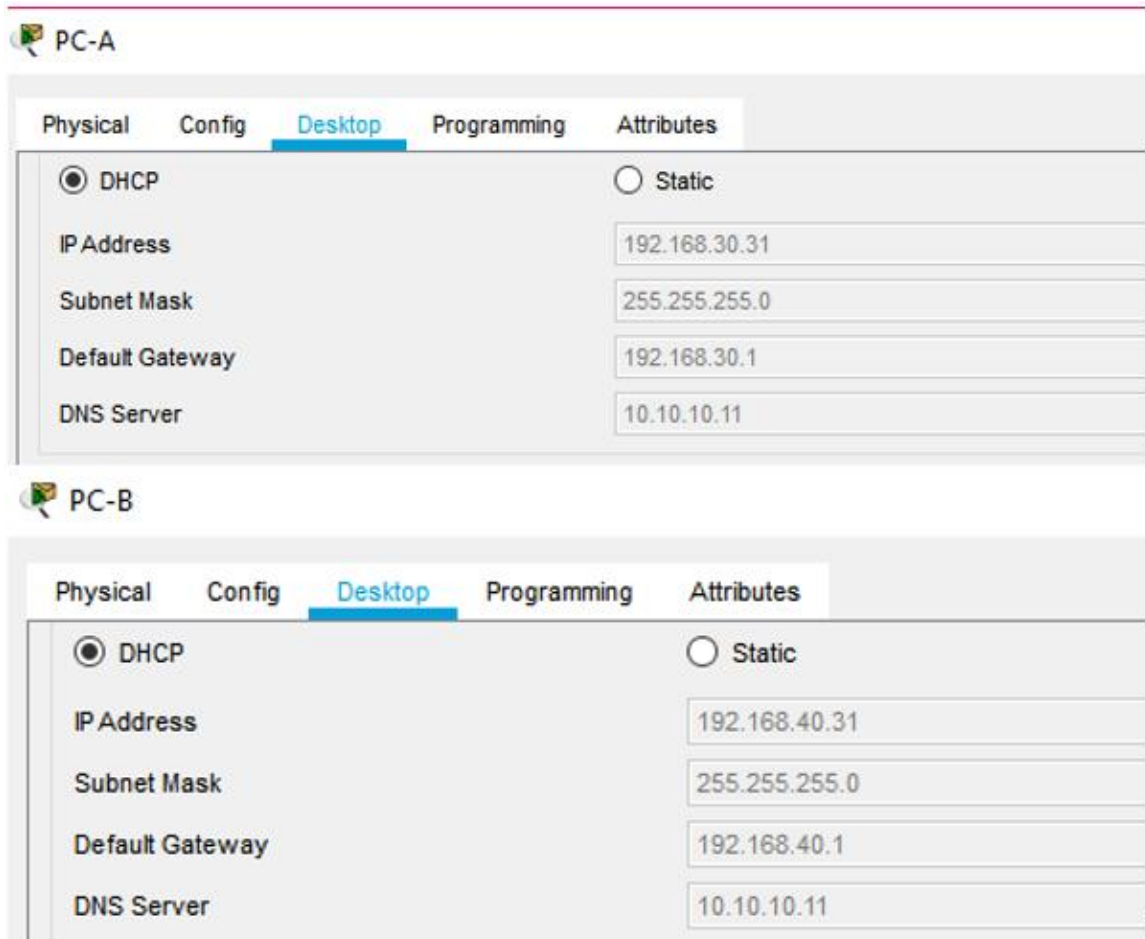 PC-A
Physical Config Desktop Programming Attributes
DHCP Static
IP Address 192.168.30.31
Subnet Mask 255.255.255.0
Default Gateway 192.168.30.1
DNS Server 10.10.10.11
PC-B
Physical Config Desktop Programming Attributes
DHCP Static
IP Address 192.168.40.31
Subnet Mask 255.255.255.0
Default Gateway 192.168.40.1
DNS Server 10.10.10.11